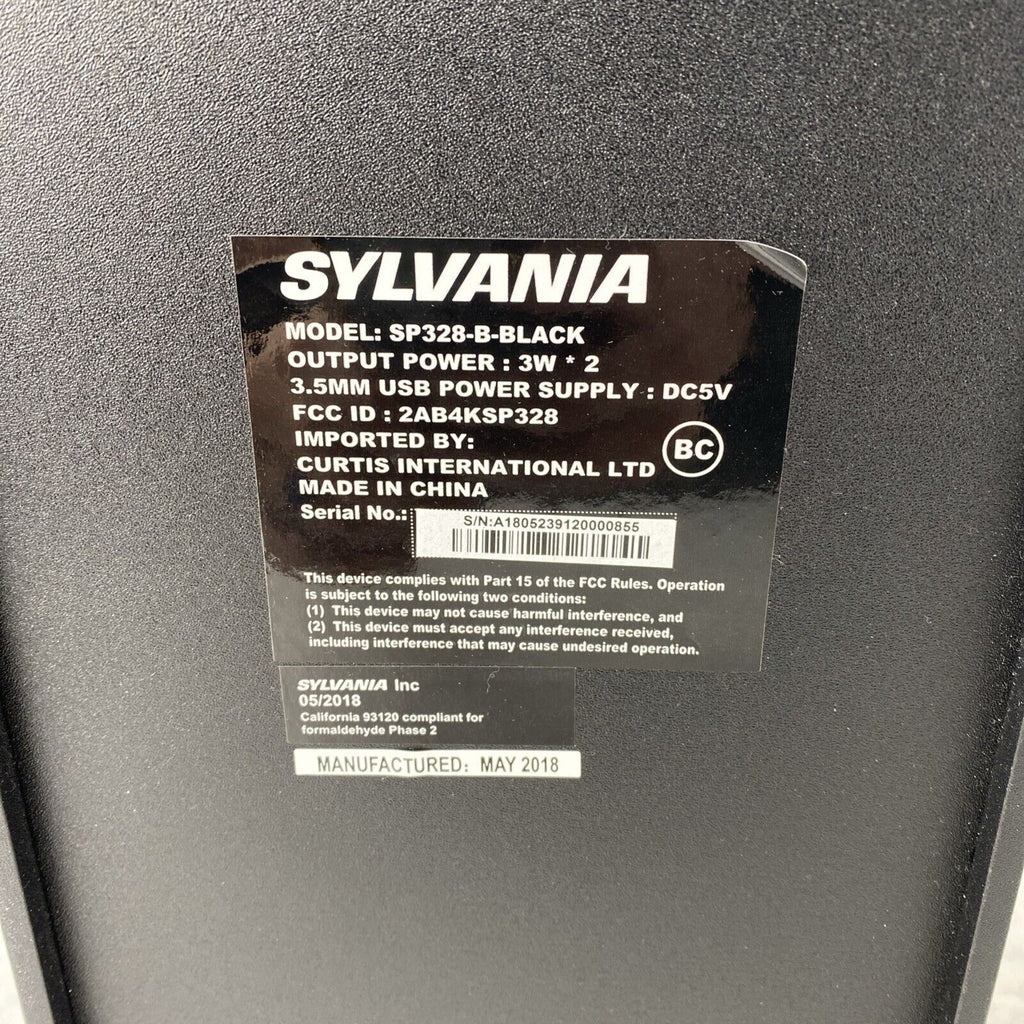 SYLVANIA
MODEL: SP328-B-BLACK
OUTPUT POWER : 3W * 2
3.5MM USB POWER SUPPLY : DC5V
FCC ID : 2AB4KSP328
IMPORTED BY:
BC
CURTIS INTERNATIONAL LTD
MADE IN CHINA
Serial No.:
S/N:A1805239120000855
This device complies with Part 15 of the FCC Rules. Operation
is subject to the following two conditions:
(1) This device may not cause harmful interference, and
(2) This device must accept any interference received,
including interference that may cause undesired operation.
SYLVANIA Inc
05/2018
California 93120 compliant for
formaldehyde Phase 2
MANUFACTURED: MAY 2018